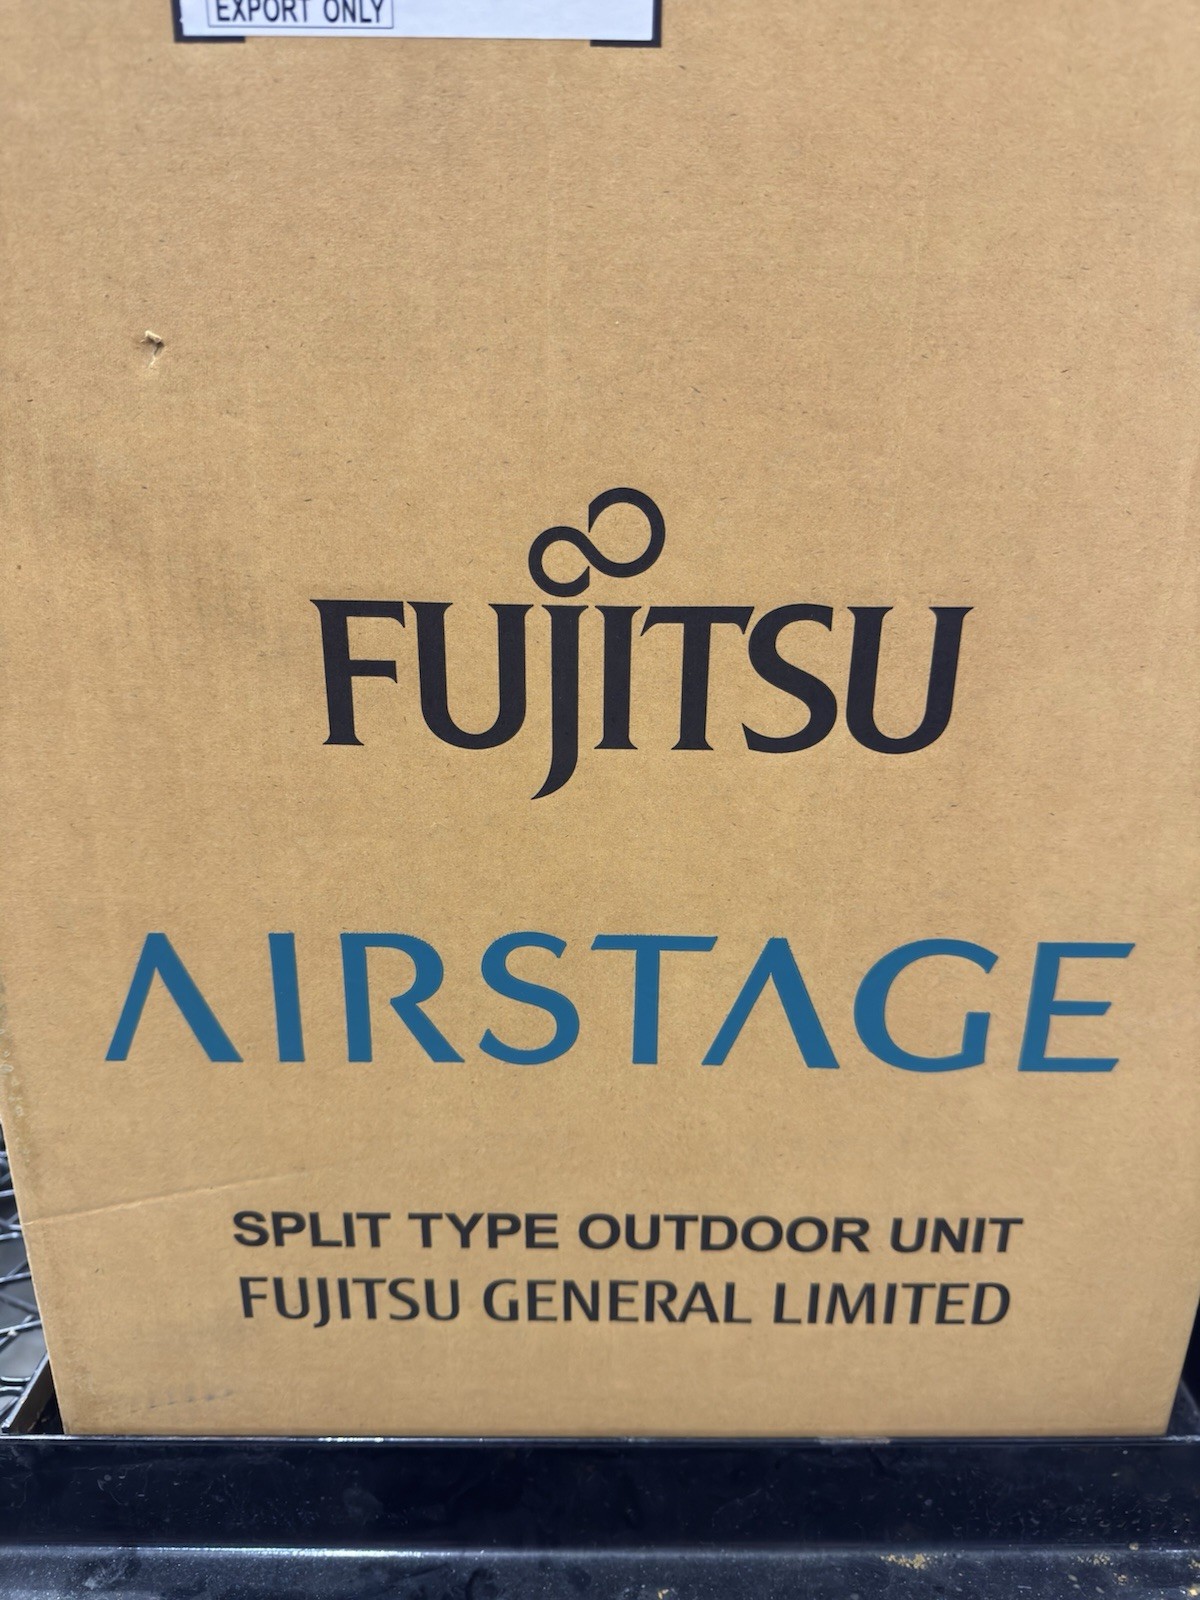 EXPORT ONLY
FUJITSU
AIRSTAGE
SPLIT TYPE OUTDOOR UNIT
FUJITSU GENERAL LIMITED